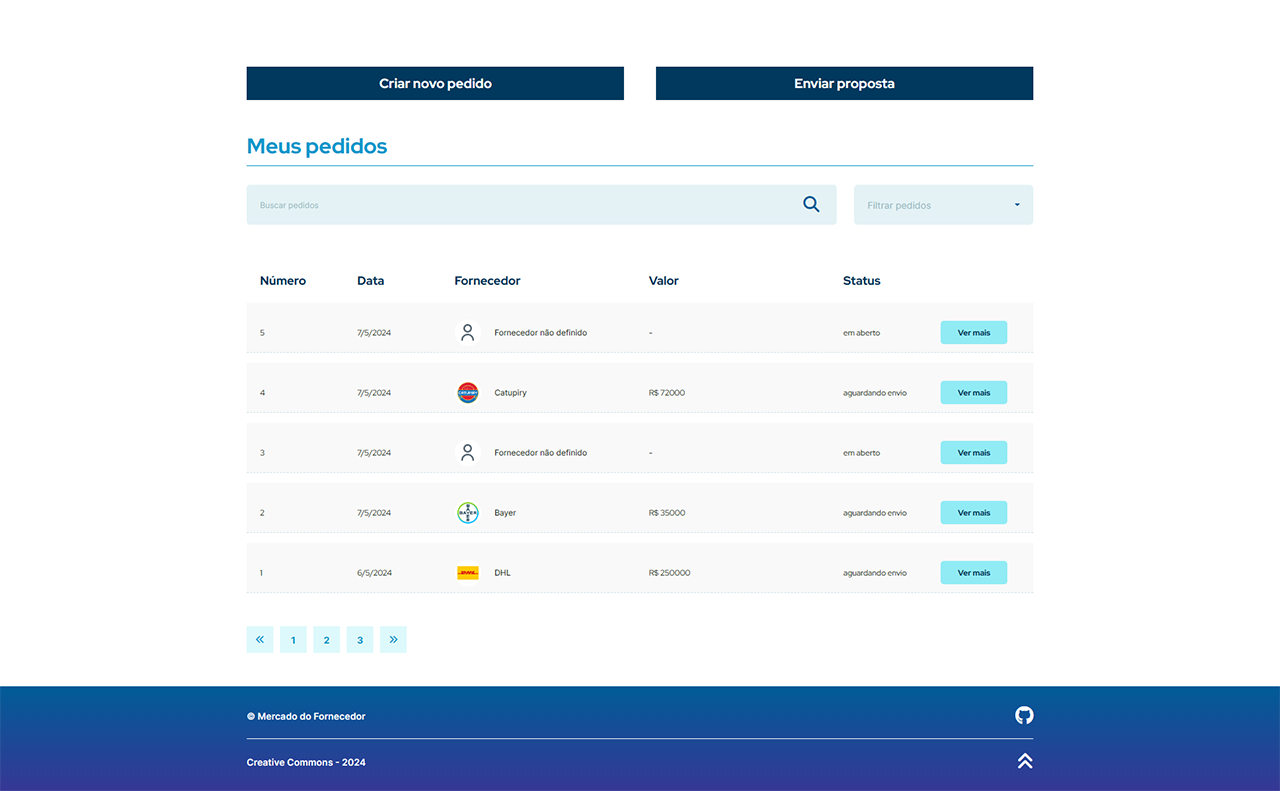 Criar novo pedido
Enviar proposta
Meus pedidos
Buscar pedidos
Filtrar pedidos
Número Data Fornecedor Valor Status
5 7/5/2024 Fornecedor não definido - em aberto Ver mais
4 7/5/2024 CATUPIRY Catupiry R$ 72000 aguardando envio Ver mais
3 7/5/2024 Fornecedor não definido - em aberto Ver mais
2 7/5/2024 BAYER Bayer R$ 35000 aguardando envio Ver mais
1 6/5/2024 DHL DHL R$ 250000 aguardando envio Ver mais
« 1 2 3 »
© Mercado do Fornecedor
Creative Commons - 2024